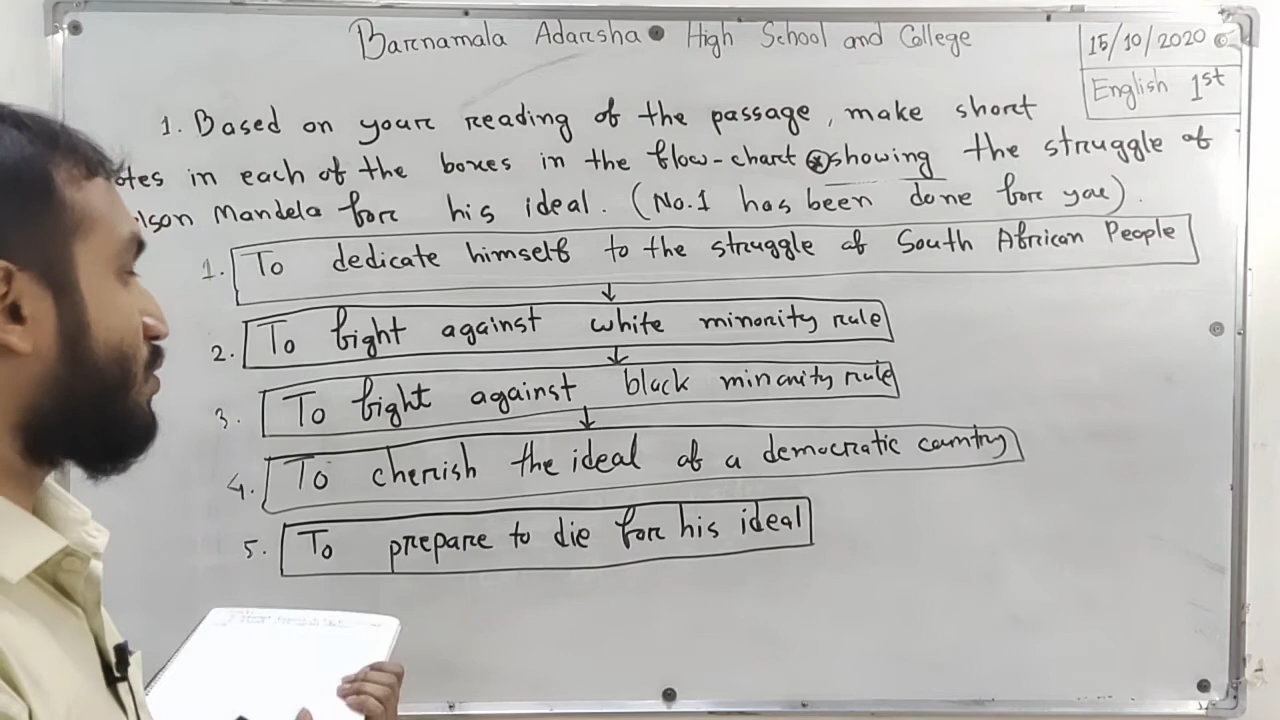 Barnamala Adarsha High School and College
15/10/2020
English 1st
1. Based on your reading of the passage, make short
otes in each of the boxes in the flow-chart showing the struggle of
lson Mandela for his ideal. (No.1 has been done for you).
1. To dedicate himself to the struggle of South African People
2. To fight against white minority rule
3. To fight against black minority rule
4. To cherish the ideal of a democratic country
5. To prepare to die for his ideal